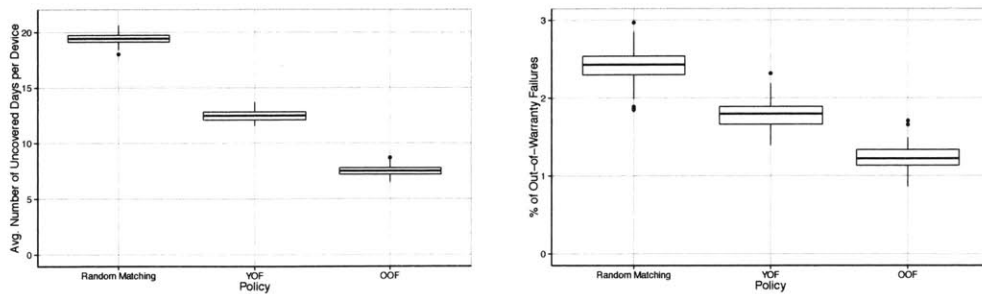 Avg. Number of Uncovered Days per Device
20
15
10
5
0
Random Matching
YOF
OOF
Policy
% of Out-of-Warranty Failures
3
2
1
0
Random Matching
YOF
OOF
Policy